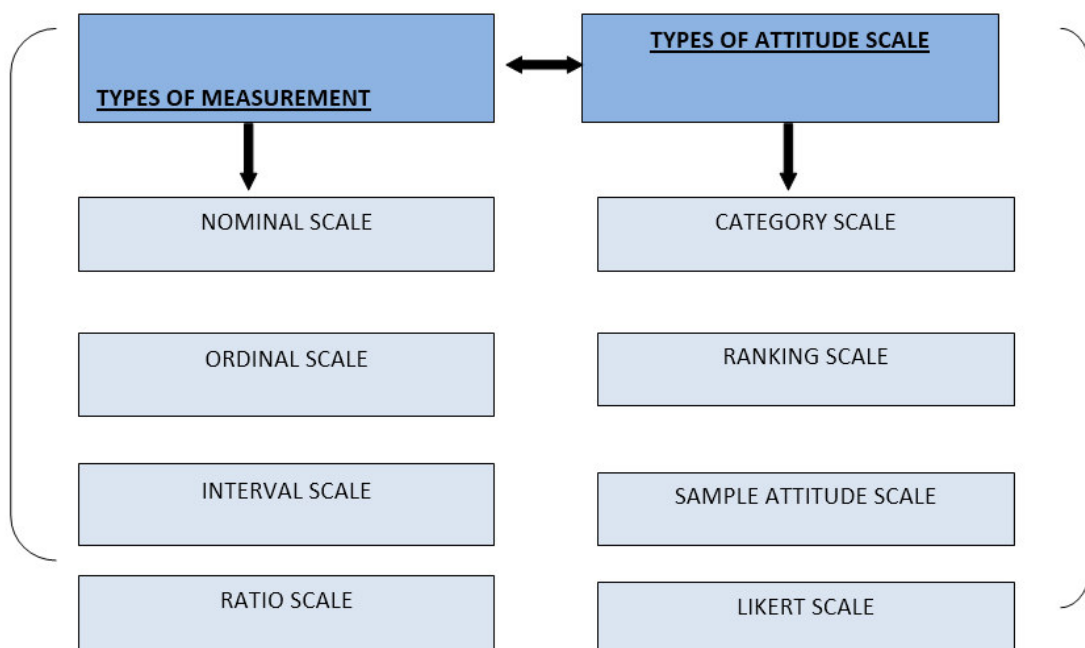 TYPES OF MEASUREMENT
TYPES OF ATTITUDE SCALE
NOMINAL SCALE
CATEGORY SCALE
ORDINAL SCALE
RANKING SCALE
INTERVAL SCALE
SAMPLE ATTITUDE SCALE
RATIO SCALE
LIKERT SCALE